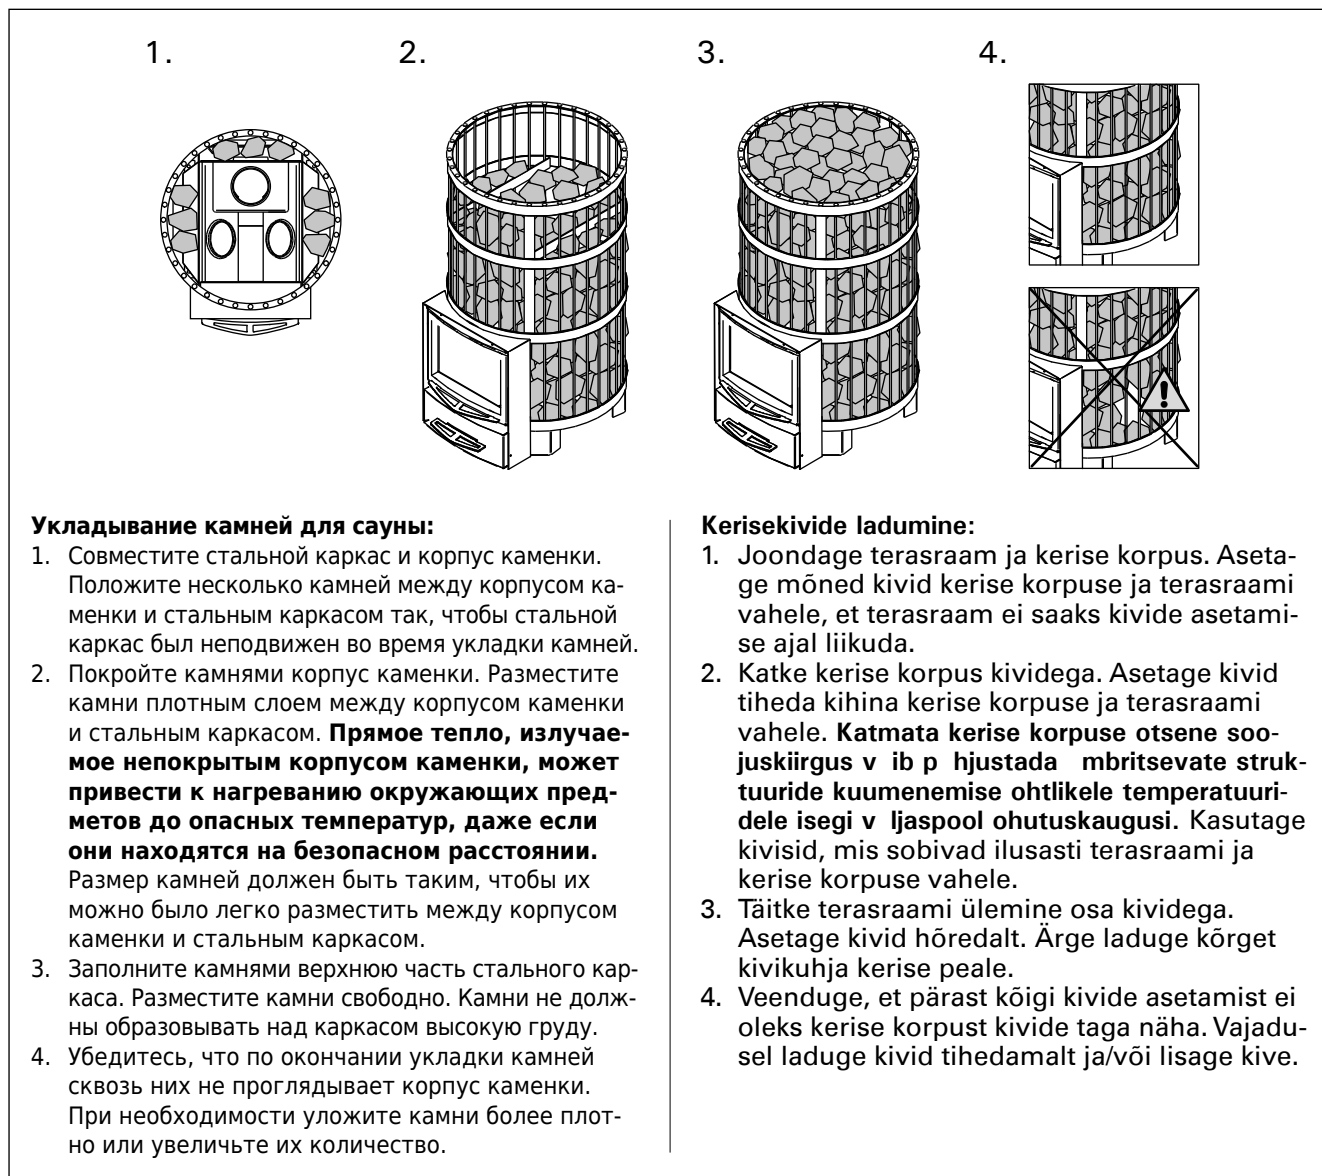 1.
2.
3.
4.
Укладывание камней для сауны:
1. Совместите стальной каркас и корпус каменки.
Положите несколько камней между корпусом ка-
менки и стальным каркасом так, чтобы стальной
каркас был неподвижен во время укладки камней.
2. Покройте камнями корпус каменки. Разместите
камни плотным слоем между корпусом каменки
и стальным каркасом. Прямое тепло, излучае-
мое непокрытым корпусом каменки, может
привести к нагреванию окружающих пред-
метов до опасных температур, даже если
они находятся на безопасном расстоянии.
Размер камней должен быть таким, чтобы их
можно было легко разместить между корпусом
каменки и стальным каркасом.
3. Заполните камнями верхнюю часть стального кар-
каса. Разместите камни свободно. Камни не долж-
ны образовывать над каркасом высокую груду.
4. Убедитесь, что по окончании укладки камней
сквозь них не проглядывает корпус каменки.
При необходимости уложите камни более плот-
но или увеличьте их количество.
Kerisekivide ladumine:
1. Joondage terasraam ja kerise korpus. Aseta-
ge mõned kivid kerise korpuse ja terasraami
vahele, et terasraam ei saaks kivide asetami-
se ajal liikuda.
2. Katke kerise korpus kividega. Asetage kivid
tiheda kihina kerise korpuse ja terasraami
vahele. Katmata kerise korpuse otsene soo-
juskiirgus v ib p hjustada mbritsevate struk-
tuuride kuumenemise ohtlikele temperatuuri-
dele isegi v ljaspool ohutuskaugusi. Kasutage
kivisid, mis sobivad ilusasti terasraami ja
kerise korpuse vahele.
3. Täitke terasraami ülemine osa kividega.
Asetage kivid hõredalt. Ärge laduge kõrget
kivikuhja kerise peale.
4. Veenduge, et pärast kõigi kivide asetamist ei
oleks kerise korpust kivide taga näha. Vajadu-
sel laduge kivid tihedamalt ja/või lisage kive.